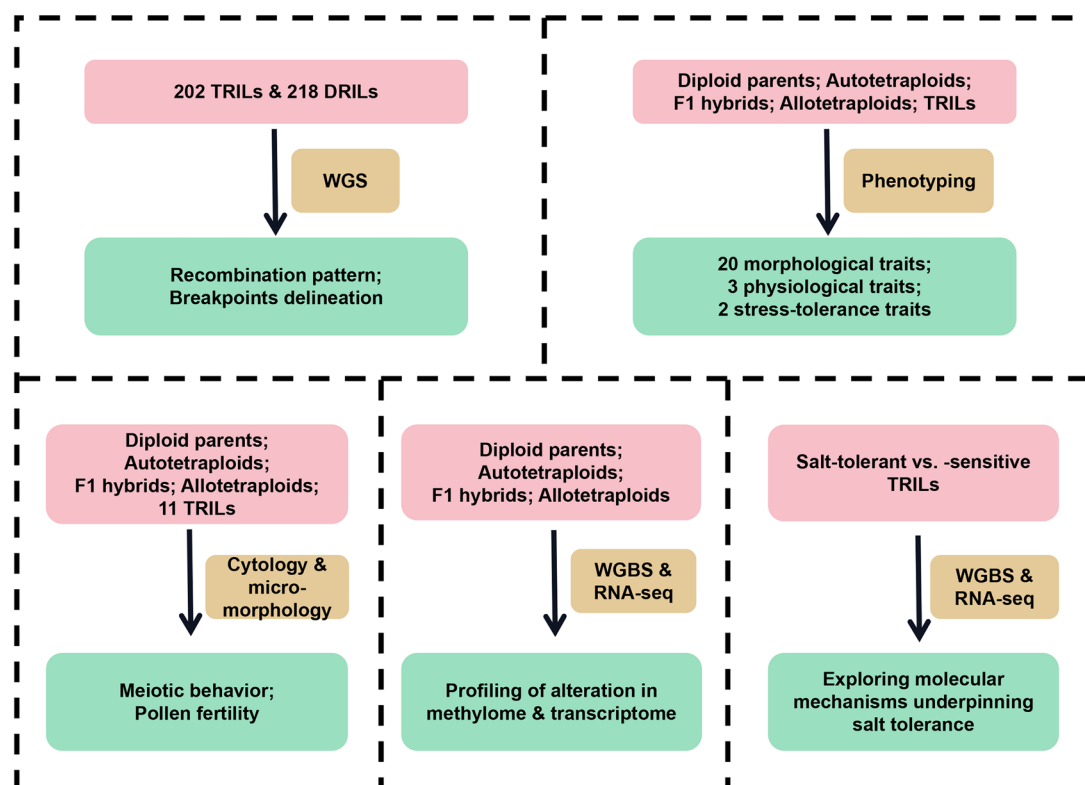 202 TRILs & 218 DRILs
WGS
Recombination pattern;
Breakpoints delineation
Diploid parents; Autotetraploids;
F1 hybrids; Allotetraploids; TRILs
Phenotyping
20 morphological traits;
3 physiological traits;
2 stress-tolerance traits
Diploid parents;
Autotetraploids;
F1 hybrids; Allotetraploids;
11 TRILs
Cytology &
micro-
morphology
Meiotic behavior;
Pollen fertility
Diploid parents;
Autotetraploids;
F1 hybrids; Allotetraploids
WGBS &
RNA-seq
Profiling of alteration in
methylome & transcriptome
Salt-tolerant vs. -sensitive
TRILs
WGBS &
RNA-seq
Exploring molecular
mechanisms underpinning
salt tolerance